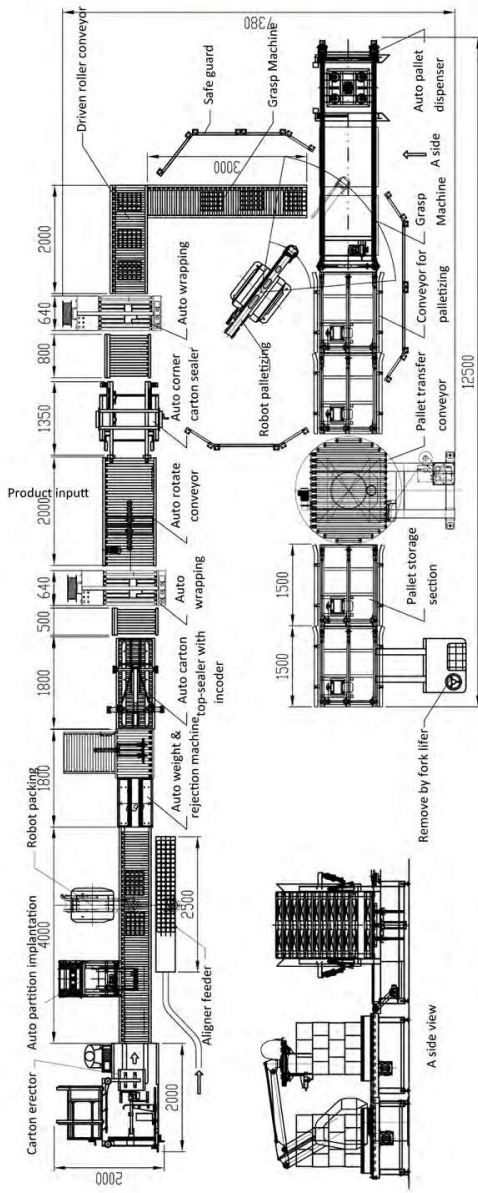 Carton erector
Auto partition implantation
Robot packing
4000
1800
1800
500
640
Product inputt
2000
1350
800
640
2000
Driven roller conveyor
Safe guard
Grasp Machine
3000
7380
2000
2000
Aligner feeder
2500
Auto weight &
rejection machine
Auto carton
top-sealer with
incoder
Auto
wrapping
Auto rotate
conveyor
Auto corner
carton sealer
Auto wrapping
Robot palletizing
Auto pallet
dispenser
A side
Grasp
Machine
Conveyor for
palletizing
Pallet transfer
conveyor
12500
Pallet storage
section
1500
1500
Remove by fork lifer
A side view